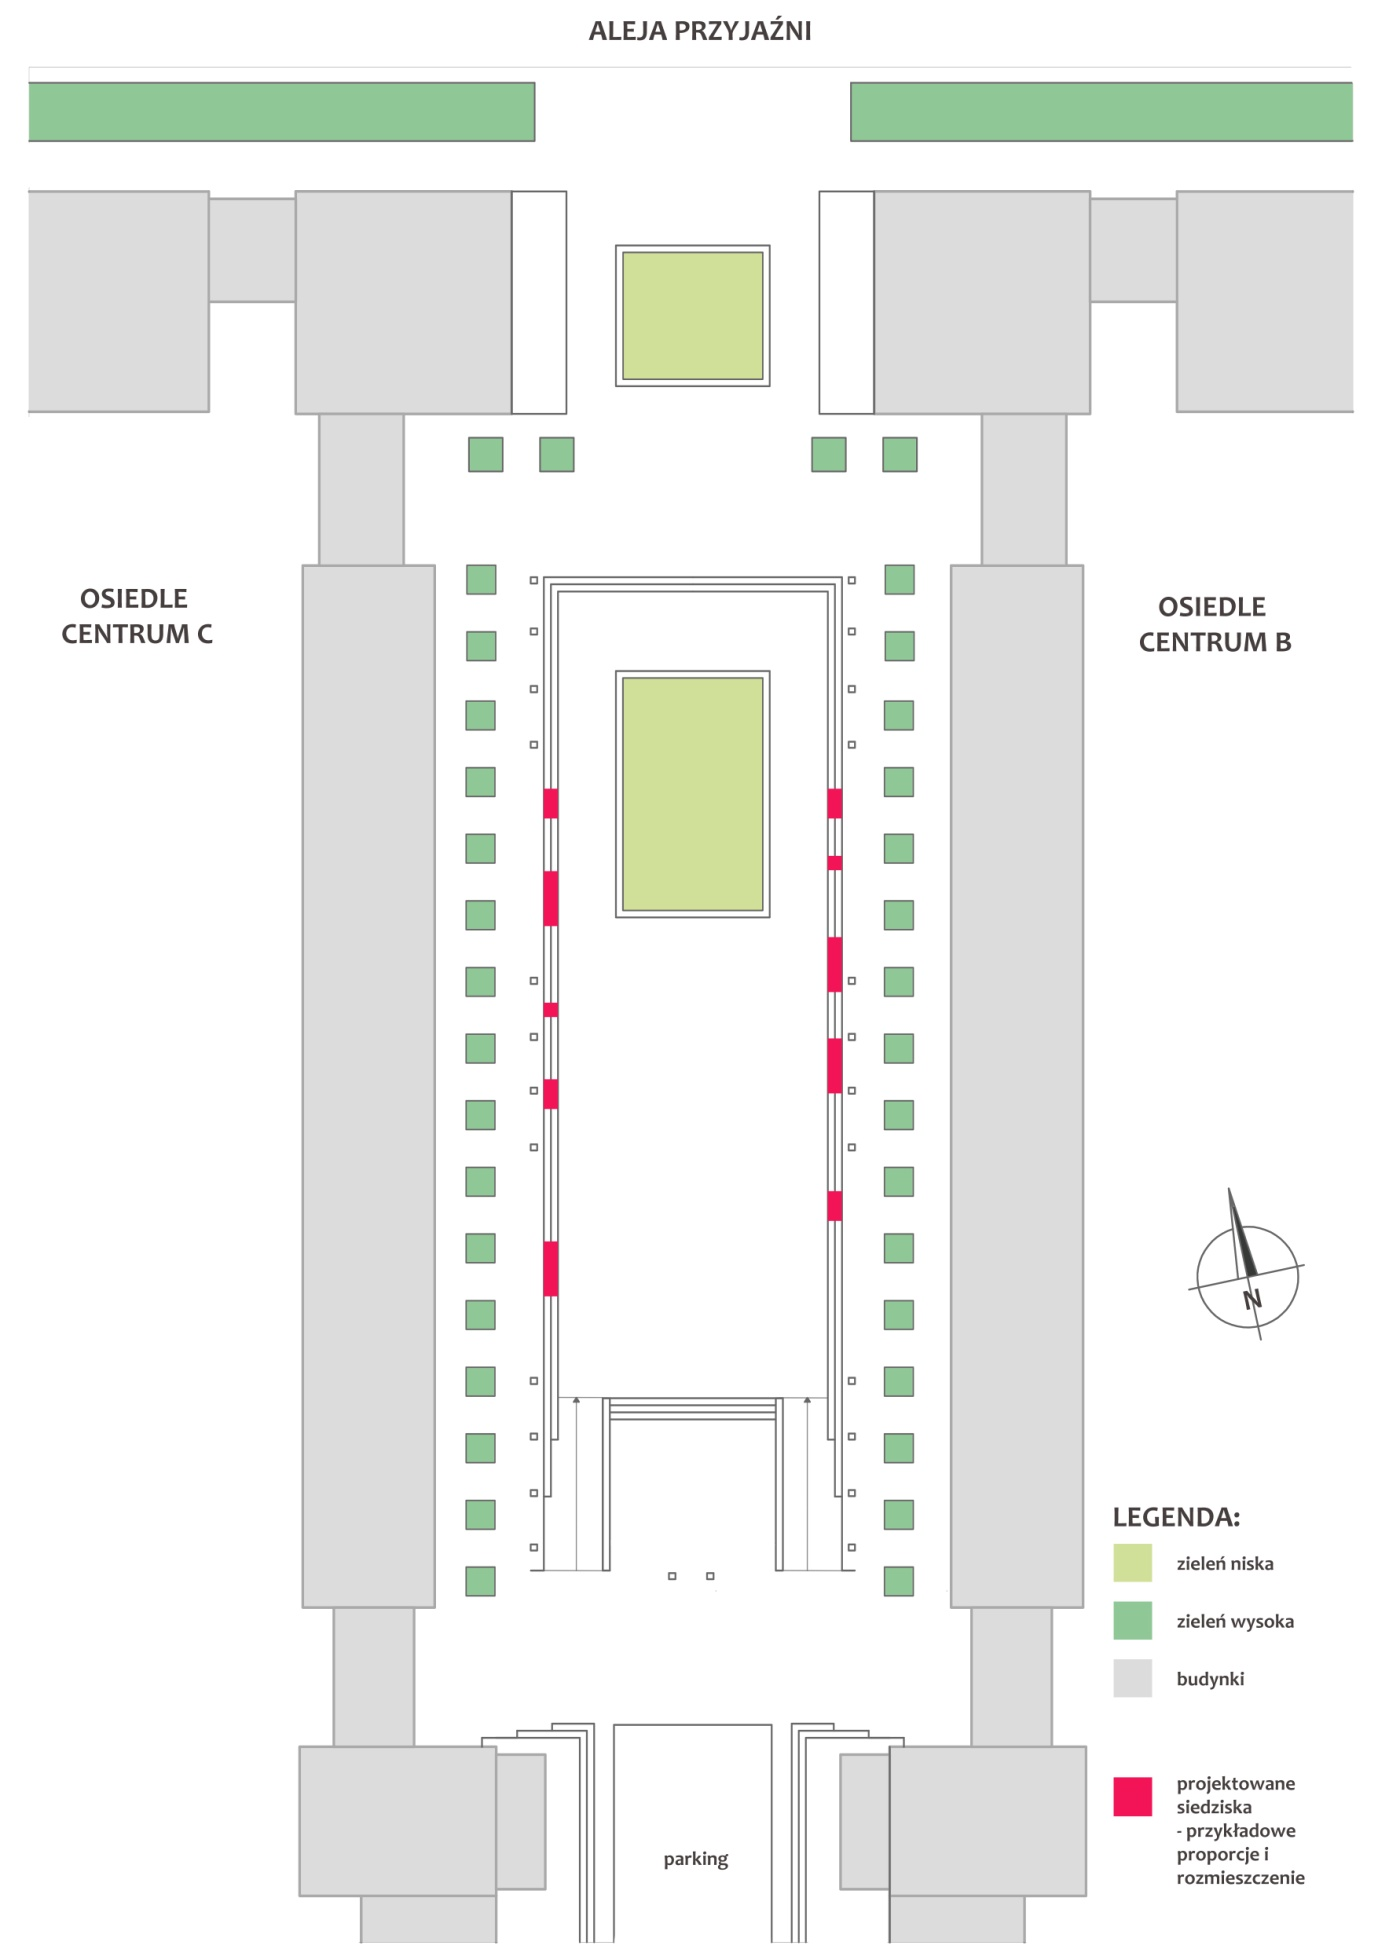 ALEJA PRZYJAŹNI
OSIEDLE
CENTRUM C
OSIEDLE
CENTRUM B
N
LEGENDA:
zieleń niska
zieleń wysoka
budynki
projektowane
siedziska
- przykładowe
proporcje i
rozmieszczenie
parking